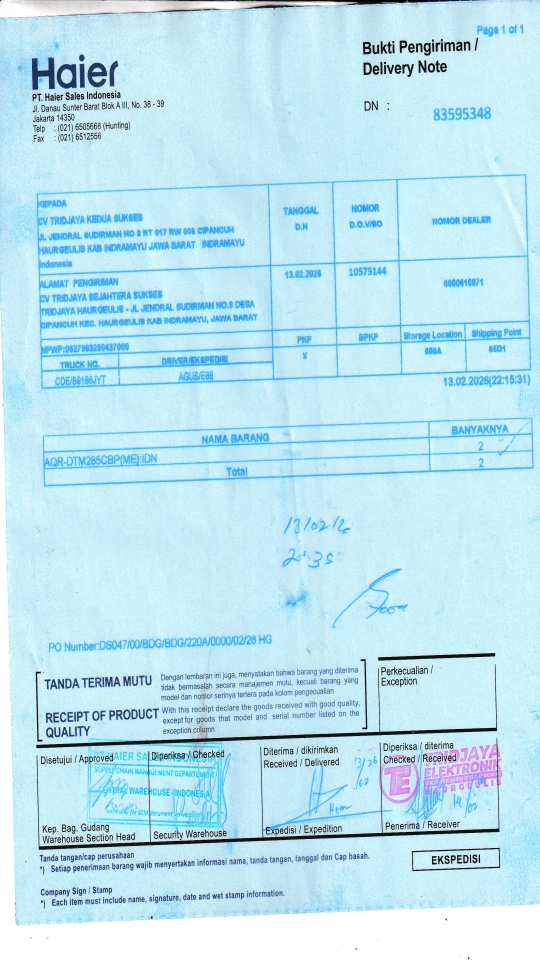 Page 1 of 1
Haier
Bukti Pengiriman /
Delivery Note
PT. Haier Sales Indonesia
Jl. Danau Sunter Barat Blok A III, No. 38 - 39
Jakarta 14350
Telp : (021) 6505668 (Hunting)
Fax : (021) 6512556
DN : 83595348
KEPADA
CV TRIDJAYA KEDUA SUKSES
JL JENDRAL SUDIRMAN NO 8 RT 017 RW 008 CIPANCUH
HAURGEULIS KAB INDRAMAYU JAWA BARAT INDRAMAYU
Indonesia
TANGGAL
D.N
NOMOR
D.O.V/SO
NOMOR DEALER
ALAMAT PENGIRIMAN
CV TRIDJAYA SEJAHTERA SUKSES
TRIDJAYA HAURGEULIS - JL JENDRAL SUDIRMAN NO.8 DESA
CIPANCUH KEC. HAURGEULIS KAB INDRAMAYU, JAWA BARAT
13.02.2026
10575144
PKP
BPKP
Storage Location
Shipping Point
X
000A
65D1
TRUCK NO.
DRIVER/EKSPEDISI
AGUS/E86
13.02.2026(22:15:31)
NAMA BARANG
BANYAKNYA
AQR-DTM285CBP(ME):IDN
2
Total
2
13/02/26
PO Number:DS047/00/BDG/BDG/220A/0000/02/26 HG
TANDA TERIMA MUTU
Dengan lembaran ini juga, menyatakan bahwa barang yang diterima
tidak bermasalah secara manajemen mutu, kecuali barang yang
model dan nomor serinya tertera pada kolom pengecualian
RECEIPT OF PRODUCT
QUALITY
With this receipt declare the goods received with good quality,
except for goods that model and serial number listed on the
exception column
Perkecualian /
Exception
Disetujui / Approved
Diperiksa / Checked
Diterima / dikirimkan
Received / Delivered
Diperiksa / diterima
Checked / Received
PT HAIER SALES INDONESIA
SUPPLY CHAIN MANAGEMENT DEPARTEMENT
CENTRAL WAREHOUSE - INDONESIA
13/26
/02
TRIDJAYA
ELEKTRONIK
HAURGEULIS
14/02
Kep. Bag. Gudang
Warehouse Section Head
Security Warehouse
Expedisi / Expedition
Penerima / Receiver
Tanda tangan/cap perusahaan
*) Setiap penerimaan barang wajib menyertakan informasi nama, tanda tangan, tanggal dan Cap basah.
EKSPEDISI
Company Sign / Stamp
*) Each item must include name, signature, date and wet stamp information.